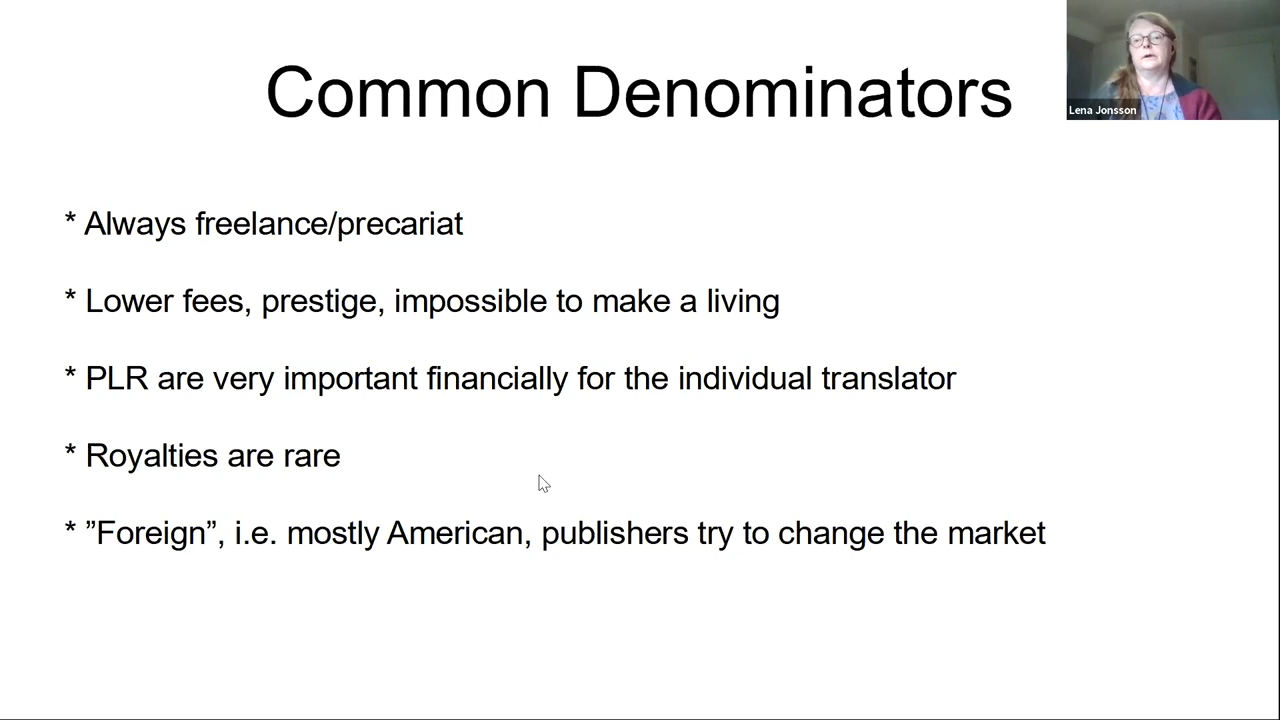 Common Denominators
Lena Jonsson
* Always freelance/precariat
* Lower fees, prestige, impossible to make a living
* PLR are very important financially for the individual translator
* Royalties are rare
* ”Foreign”, i.e. mostly American, publishers try to change the market